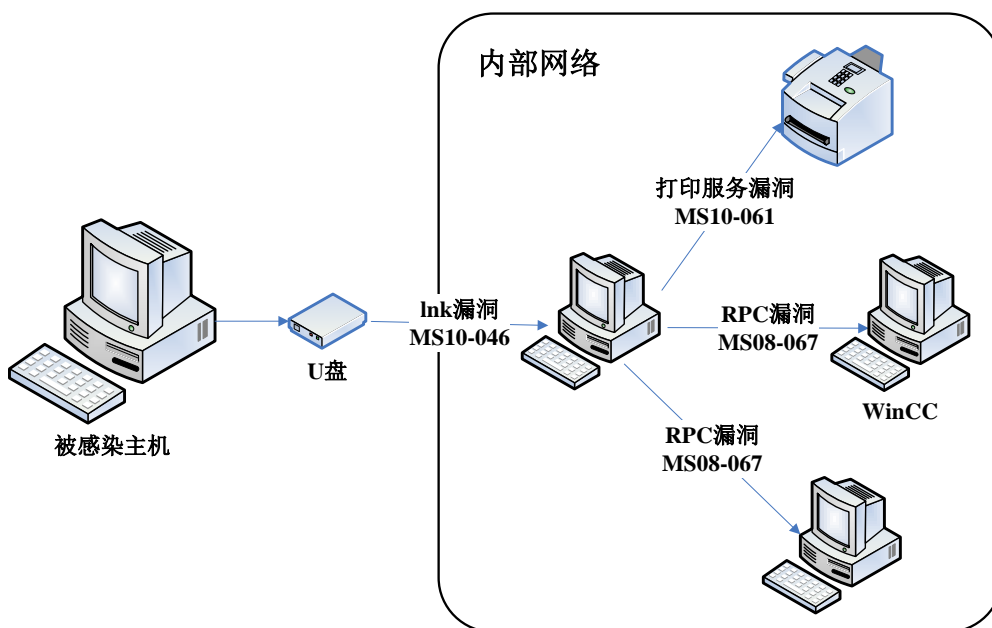 内部网络
打印服务漏洞
MS10-061
lnk漏洞
MS10-046
RPC漏洞
MS08-067
U盘
WinCC
被感染主机
RPC漏洞
MS08-067